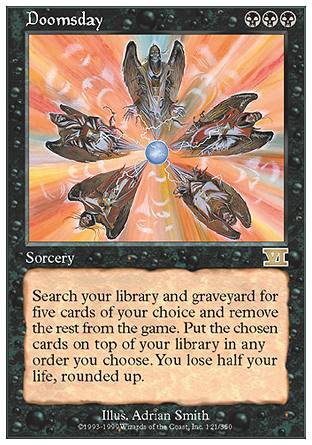 Doomsday
Sorcery
VI
Search your library and graveyard for
five cards of your choice and remove
the rest from the game. Put the chosen
cards on top of your library in any
order you choose. You lose half your
life, rounded up.
Illus. Adrian Smith
©1993-1999 Wizards of the Coast, Inc. 121/350